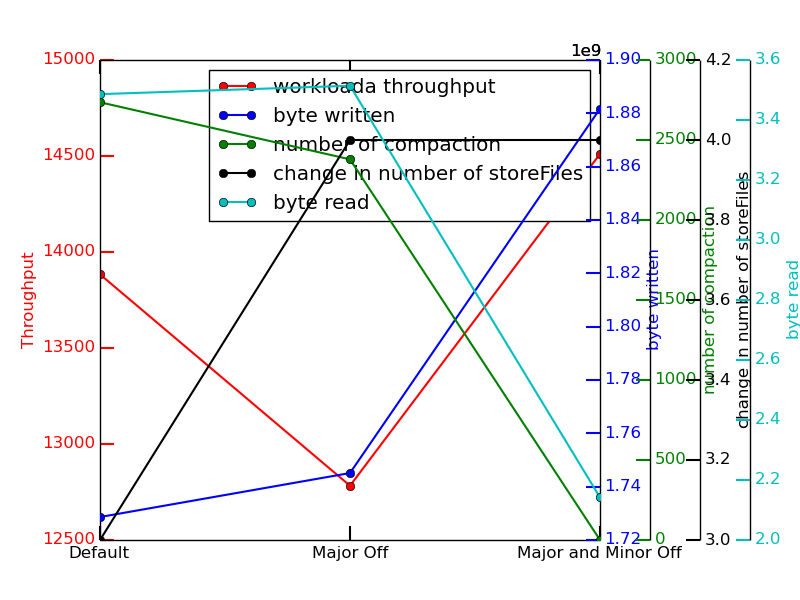 1e9
15000
14500
14000
13500
13000
12500
Throughput
workloada throughput
byte written
number of compaction
change in number of storeFiles
byte read
Default
Major Off
Major and Minor Off
1.90
1.88
1.86
1.84
1.82
1.80
1.78
1.76
1.74
1.72
byte written
3000
2500
2000
1500
1000
500
0
number of compaction
4.2
4.0
3.8
3.6
3.4
3.2
3.0
change in number of storeFiles
3.6
3.4
3.2
3.0
2.8
2.6
2.4
2.2
2.0
byte read